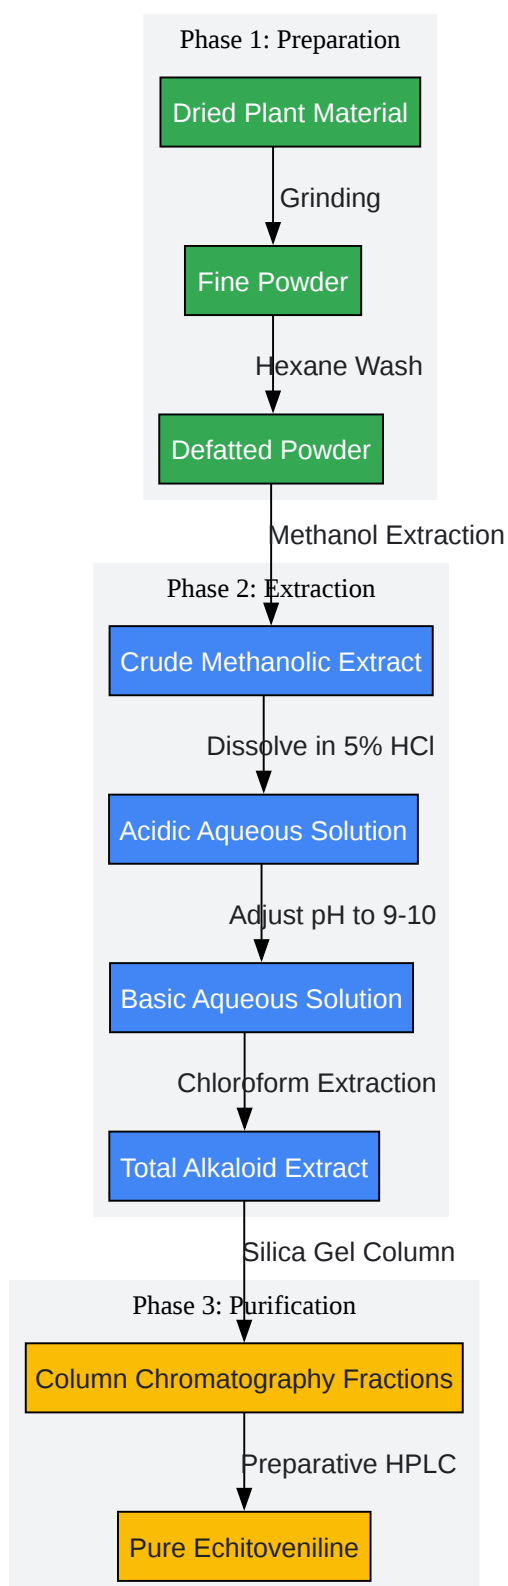 Phase 1: Preparation
Dried Plant Material
Grinding
Fine Powder
Hexane Wash
Defatted Powder
Methanol Extraction
Phase 2: Extraction
Crude Methanolic Extract
Dissolve in 5% HCl
Acidic Aqueous Solution
Adjust pH to 9-10
Basic Aqueous Solution
Chloroform Extraction
Total Alkaloid Extract
Silica Gel Column
Phase 3: Purification
Column Chromatography Fractions
Preparative HPLC
Pure Echitoveniline